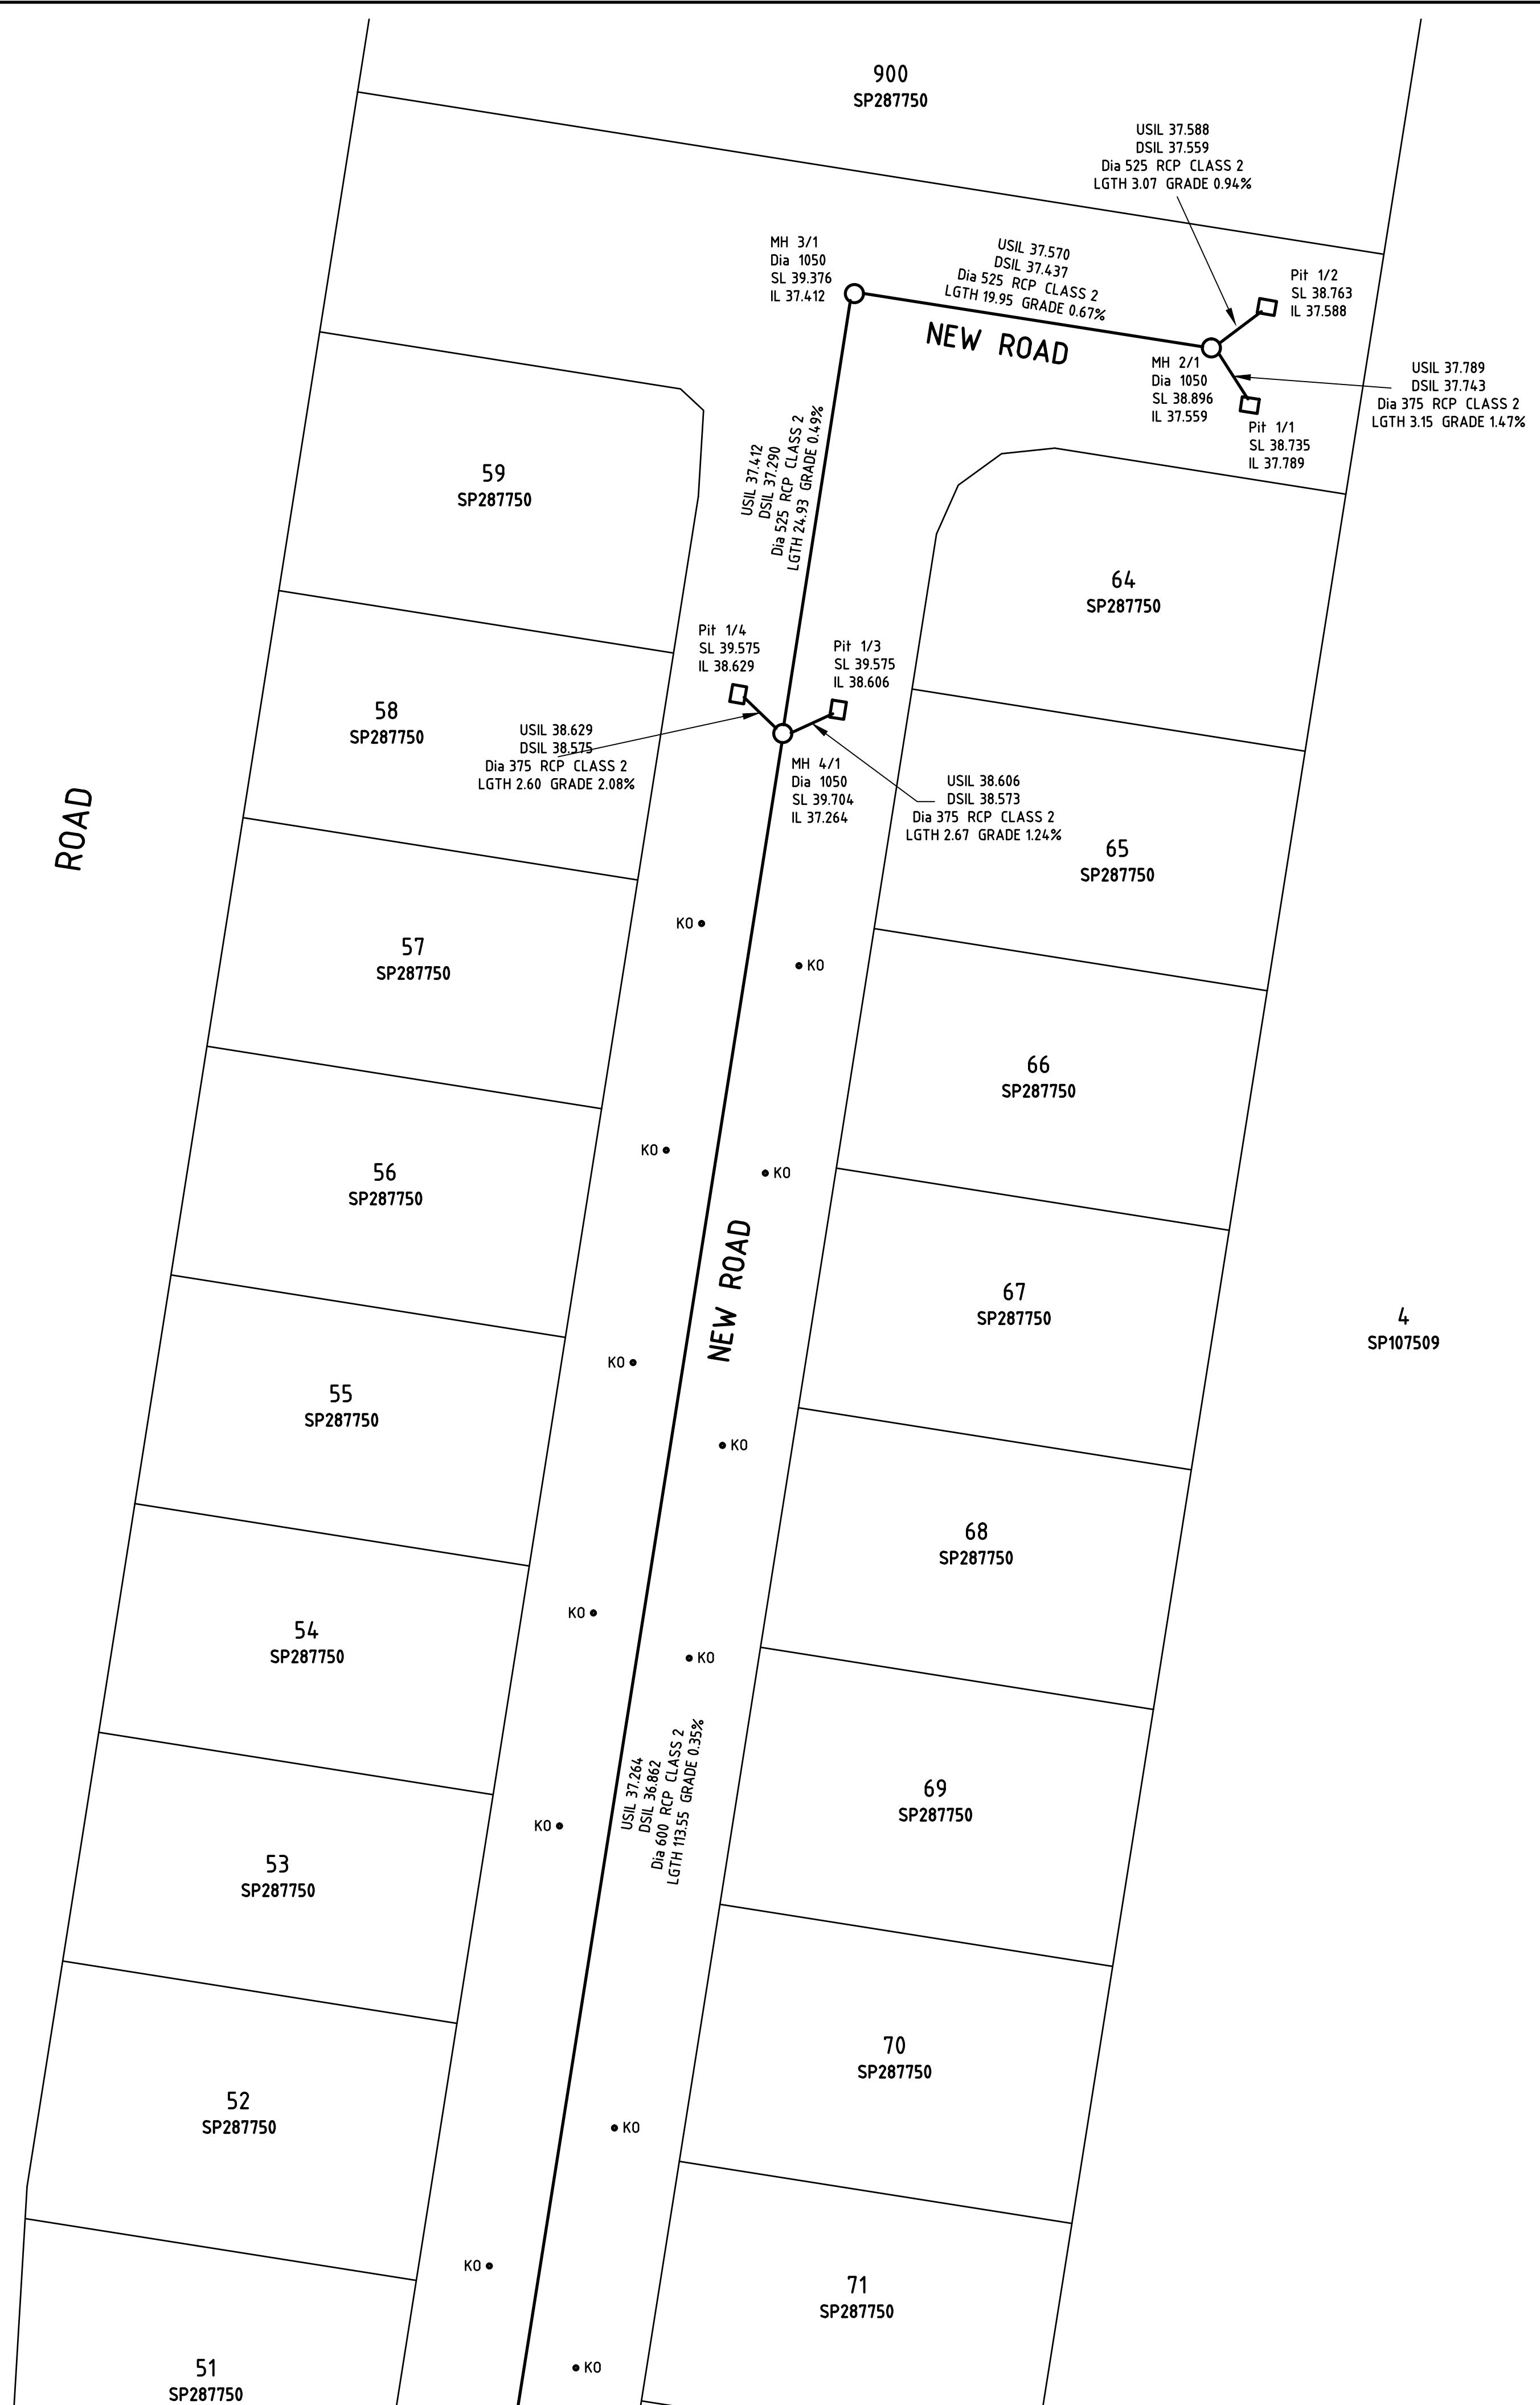 900
SP287750
USIL 37.588
DSIL 37.559
Dia 525 RCP CLASS 2
LGTH 3.07 GRADE 0.94%
MH 3/1
Dia 1050
SL 39.376
IL 37.412
USIL 37.570
DSIL 37.437
Dia 525 RCP CLASS 2
LGTH 19.95 GRADE 0.67%
NEW ROAD
Pit 1/2
SL 38.763
IL 37.588
MH 2/1
Dia 1050
SL 38.896
IL 37.559
USIL 37.789
DSIL 37.743
Dia 375 RCP CLASS 2
LGTH 3.15 GRADE 1.47%
Pit 1/1
SL 38.735
IL 37.789
USIL 37.412
DSIL 37.290
Dia 525 RCP CLASS 2
LGTH 24.93 GRADE 0.49%
59
SP287750
64
SP287750
Pit 1/4
SL 39.575
IL 38.629
Pit 1/3
SL 39.575
IL 38.606
58
SP287750
USIL 38.629
DSIL 38.575
Dia 375 RCP CLASS 2
LGTH 2.60 GRADE 2.08%
MH 4/1
Dia 1050
SL 39.704
IL 37.264
USIL 38.606
DSIL 38.573
Dia 375 RCP CLASS 2
LGTH 2.67 GRADE 1.24%
ROAD
65
SP287750
57
SP287750
KO
KO
66
SP287750
56
SP287750
KO
KO
NEW ROAD
67
SP287750
4
SP107509
KO
55
SP287750
KO
68
SP287750
54
SP287750
KO
KO
USIL 37.264
DSIL 36.862
Dia 600 RCP CLASS 2
LGTH 113.55 GRADE 0.35%
69
SP287750
53
SP287750
KO
70
SP287750
52
SP287750
KO
KO
71
SP287750
51
SP287750
KO